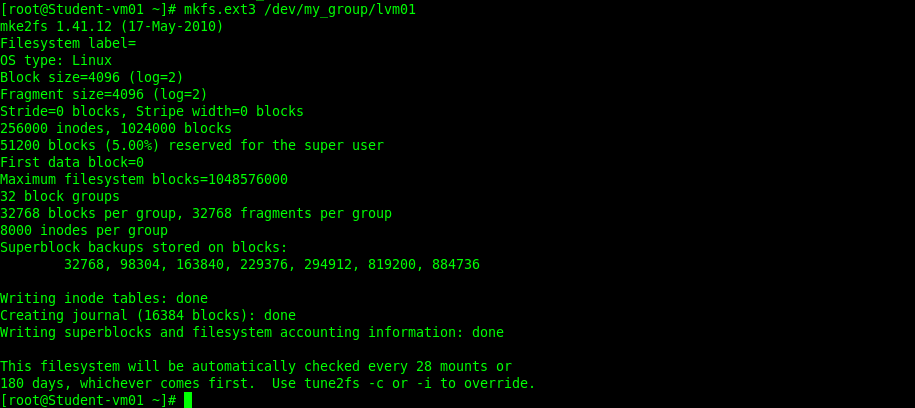 [root@Student-vm01 ~]# mkfs.ext3 /dev/my_group/lvm01
mke2fs 1.41.12 (17-May-2010)
Filesystem label=
OS type: Linux
Block size=4096 (log=2)
Fragment size=4096 (log=2)
Stride=0 blocks, Stripe width=0 blocks
256000 inodes, 1024000 blocks
51200 blocks (5.00%) reserved for the super user
First data block=0
Maximum filesystem blocks=1048576000
32 block groups
32768 blocks per group, 32768 fragments per group
8000 inodes per group
Superblock backups stored on blocks:
        32768, 98304, 163840, 229376, 294912, 819200, 884736

Writing inode tables: done
Creating journal (16384 blocks): done
Writing superblocks and filesystem accounting information: done

This filesystem will be automatically checked every 28 mounts or
180 days, whichever comes first.  Use tune2fs -c or -i to override.
[root@Student-vm01 ~]#